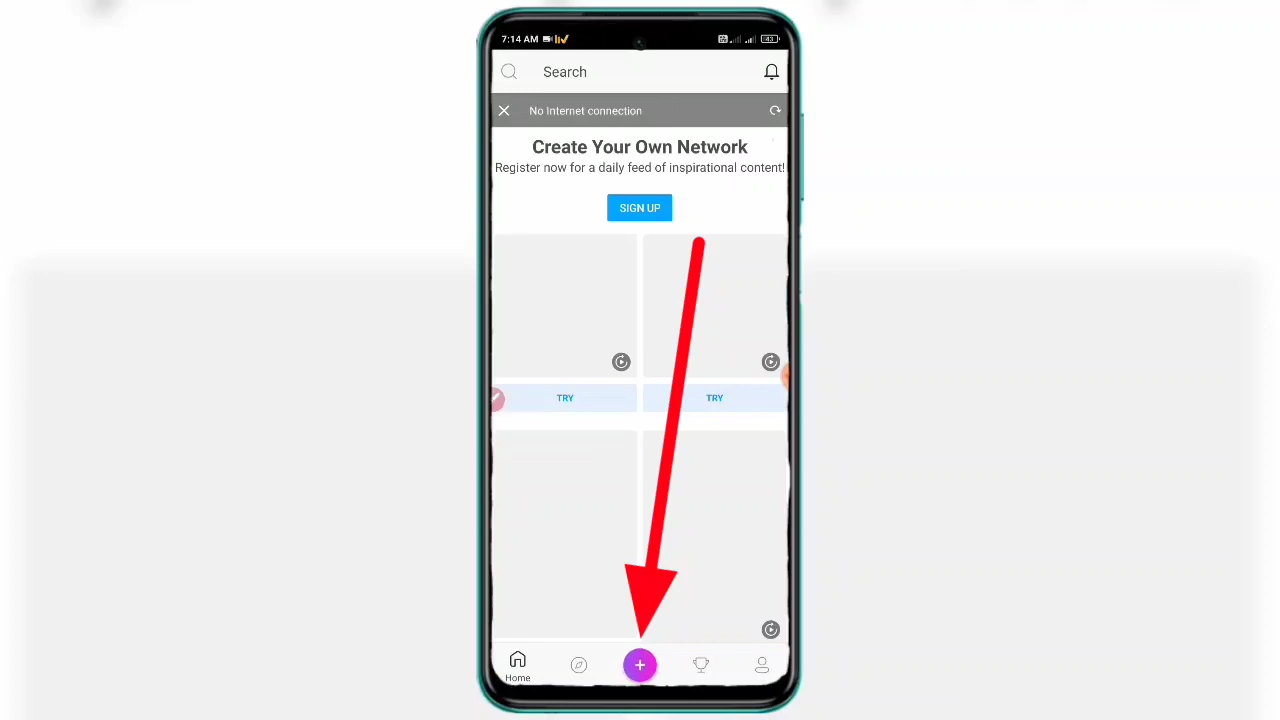 7:14 AM
43
Search
No Internet connection
Create Your Own Network
Register now for a daily feed of inspirational content!
SIGN UP
TRY
TRY
Home